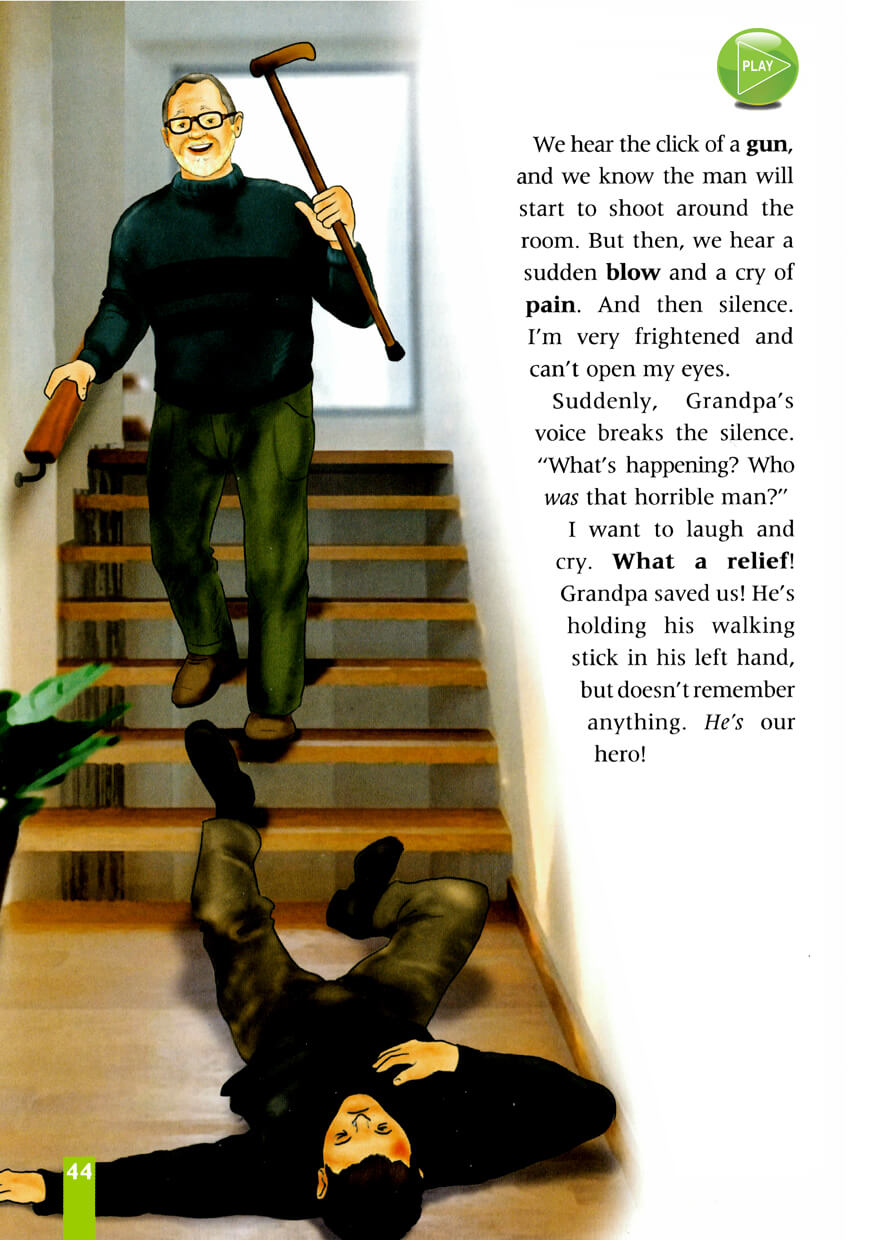 PLAY
We hear the click of a gun,
and we know the man will
start to shoot around the
room. But then, we hear a
sudden blow and a cry of
pain. And then silence.
I'm very frightened and
can't open my eyes.
Suddenly, Grandpa's
voice breaks the silence.
“What's happening? Who
was that horrible man?”
I want to laugh and
cry. What a relief!
Grandpa saved us! He's
holding his walking
stick in his left hand,
but doesn't remember
anything. He's our
hero!
44